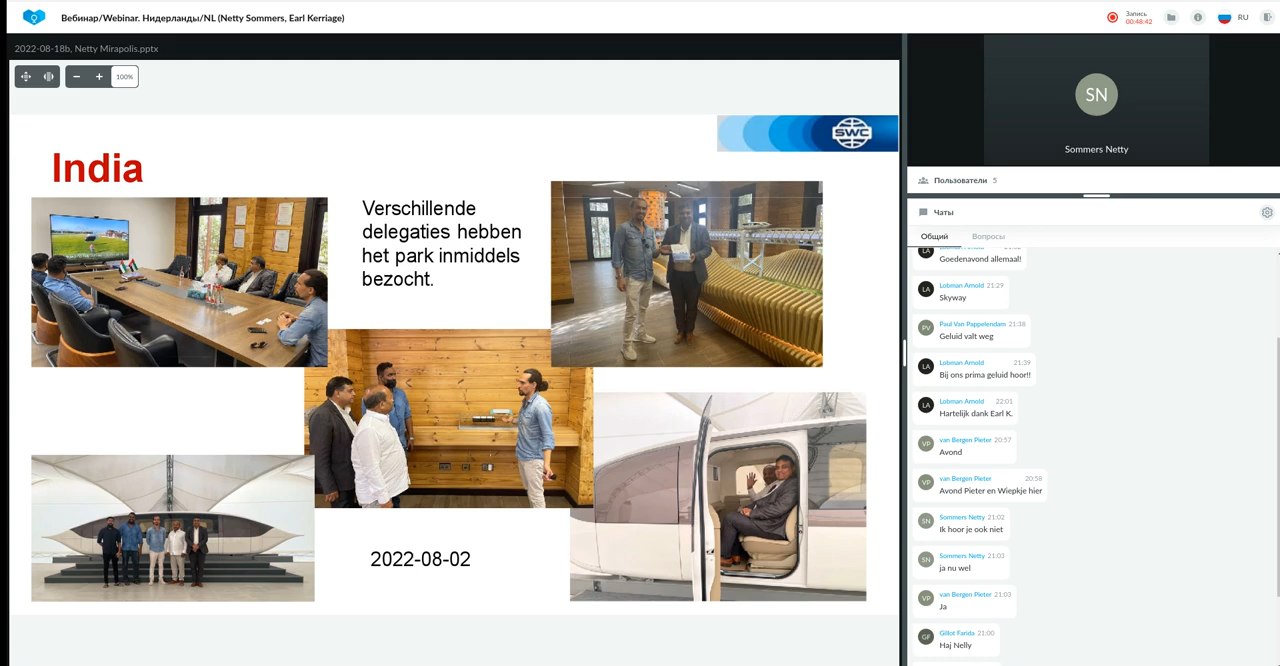 Вебинар/Webinar. Нидерланды/NL (Netty Sommers, Earl Kerriage)
Запись
00:48:42
RU
2022-08-18b, Netty Mirapolis.pptx
100%
SWC
India
Verschillende
delegaties hebben
het park inmiddels
bezocht.
2022-08-02
SN
Sommers Netty
Пользователи 5
Чаты
Общий Вопросы
LA
Goedenavond allemaal!
LA Lobman Arnold 21:29
Skyway
PV Paul Van Pappelendam 21:38
Geluid valt weg
LA Lobman Arnold 21:39
Bij ons prima geluid hoor!!
LA Lobman Arnold 22:01
Hartelijk dank Earl K.
VP van Bergen Pieter 20:57
Avond
VP van Bergen Pieter 20:58
Avond Pieter en Wiepkje hier
SN Sommers Netty 21:02
Ik hoor je ook niet
SN Sommers Netty 21:03
ja nu wel
VP van Bergen Pieter 21:03
Ja
GF Gillot Farida 21:00
Haj Nelly